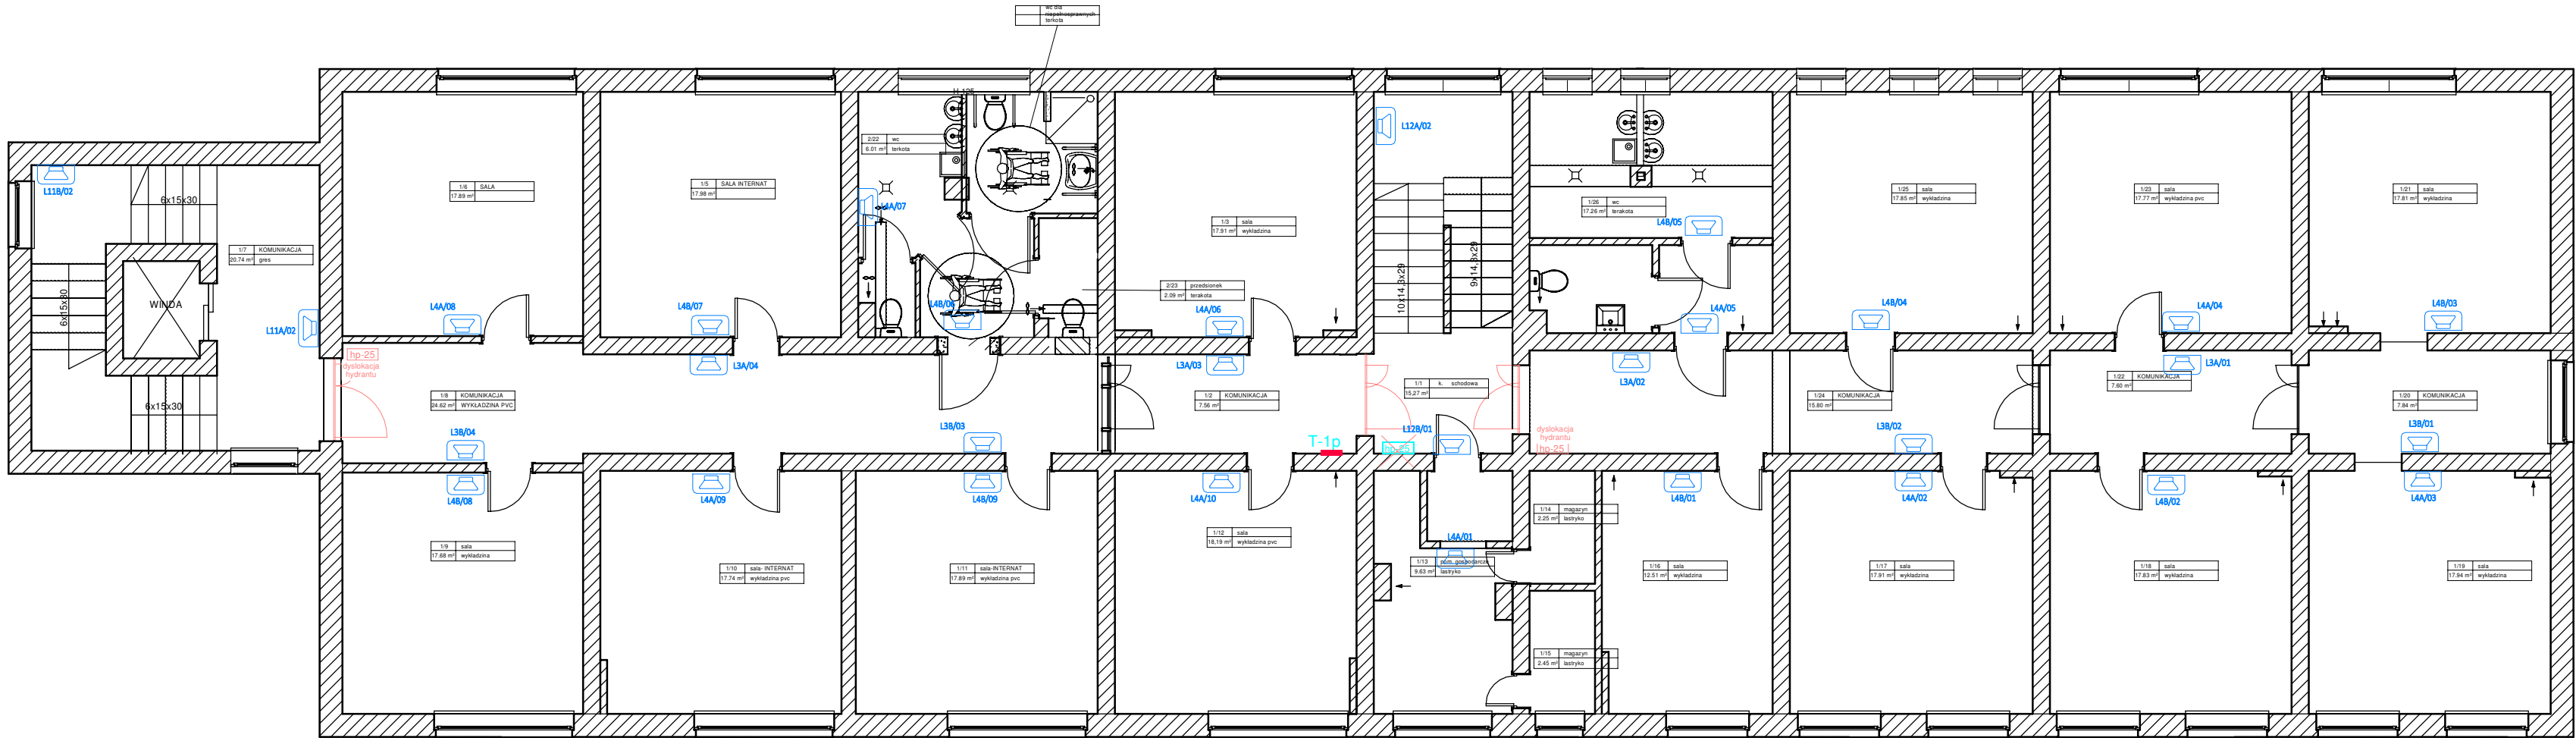 wc dla
niepełnosprawnych
terkota
H-125
2/22 wc
6.01 m² terkota
L12A/02
L11B/02
6x15x30
1/6 SALA
17.89 m²
1/5 SALA INTERNAT
17.98 m²
L4A/07
1/3 sala
17.91 m² wykładzina
1/26 wc
17.26 m² terakota
L4B/05
1/25 sala
17.85 m² wykładzina
1/23 sala
17.77 m² wykładzina pvc
1/21 sala
17.81 m² wykładzina
1/7 KOMUNIKACJA
20.74 m² gres
WINDA
6x15x30
10x14,3x29
9x14,3x29
2/23 przedsionek
2.09 m² terakota
L11A/02
L4A/08
L4B/07
L4B/06
L4A/06
L4A/05
L4B/04
L4A/04
L4B/03
hp-25
dyslokacja
hydrantu
L3A/04
L3A/03
L3A/02
L3A/01
6x15x30
1/8 KOMUNIKACJA
24.62 m² WYKŁADZINA PVC
1/2 KOMUNIKACJA
7.56 m²
1/1 k. schodowa
15,27 m²
1/24 KOMUNIKACJA
15.80 m²
1/22 KOMUNIKACJA
7.60 m²
1/20 KOMUNIKACJA
7.84 m²
L3B/04
L3B/03
T-1p
hp-25
L12B/01
dyslokacja
hydrantu
hp-25
L3B/02
L3B/01
L4B/08
L4A/09
L4B/09
L4A/10
L4B/01
L4A/02
L4B/02
L4A/03
1/9 sala
17.68 m² wykładzina
1/10 sala- INTERNAT
17.74 m² wykładzina pvc
1/11 sala-INTERNAT
17.89 m² wykładzina pvc
1/12 sala
18,19 m² wykładzina pvc
L4A/01
1/13 pom. gospodarcze
9.63 m² lastryko
1/14 magazyn
2.25 m² lastryko
1/15 magazyn
2.45 m² lastryko
1/16 sala
12.51 m² wykładzina
1/17 sala
17.91 m² wykładzina
1/18 sala
17.83 m² wykładzina
1/19 sala
17.94 m² wykładzina